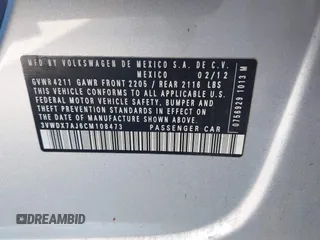 MFD BY VOLKSWAGEN DE MEXICO S.A. DE C.V.
MEXICO 02/12
GVWR 4211 GAWR FRONT 2205 / REAR 2116 LBS
THIS VEHICLE CONFORMS TO ALL APPLICABLE
FEDERAL MOTOR VEHICLE SAFETY, BUMPER AND THEFT
PREVENTION STANDARDS IN EFFECT ON THE
DATE OF MANUFACTURE SHOWN ABOVE
3VWDX7AJ6CM108473 PASSENGER CAR
0756929 1013 M
DREAMBID